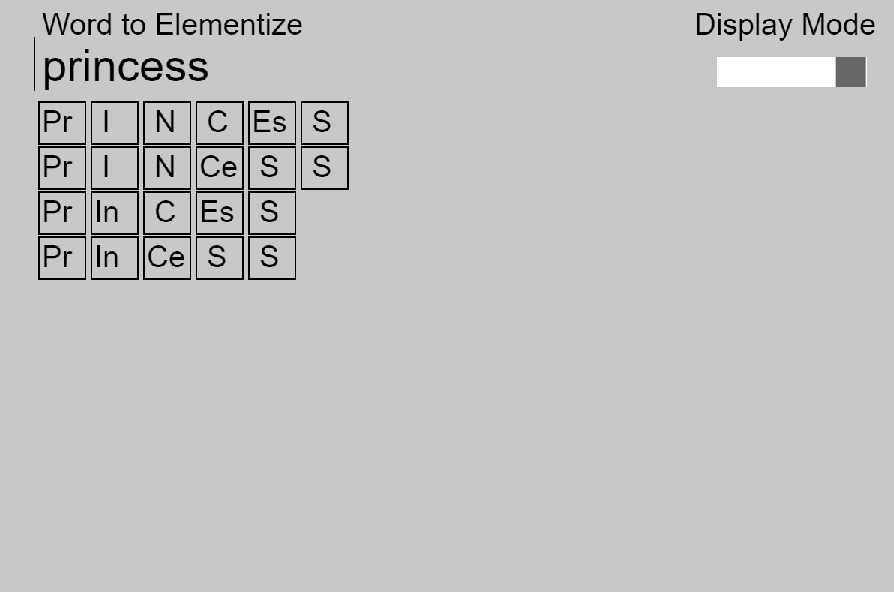 Word to Elementize
Display Mode
princess
Pr I N C Es S
Pr I N Ce S S
Pr In C Es S
Pr In Ce S S